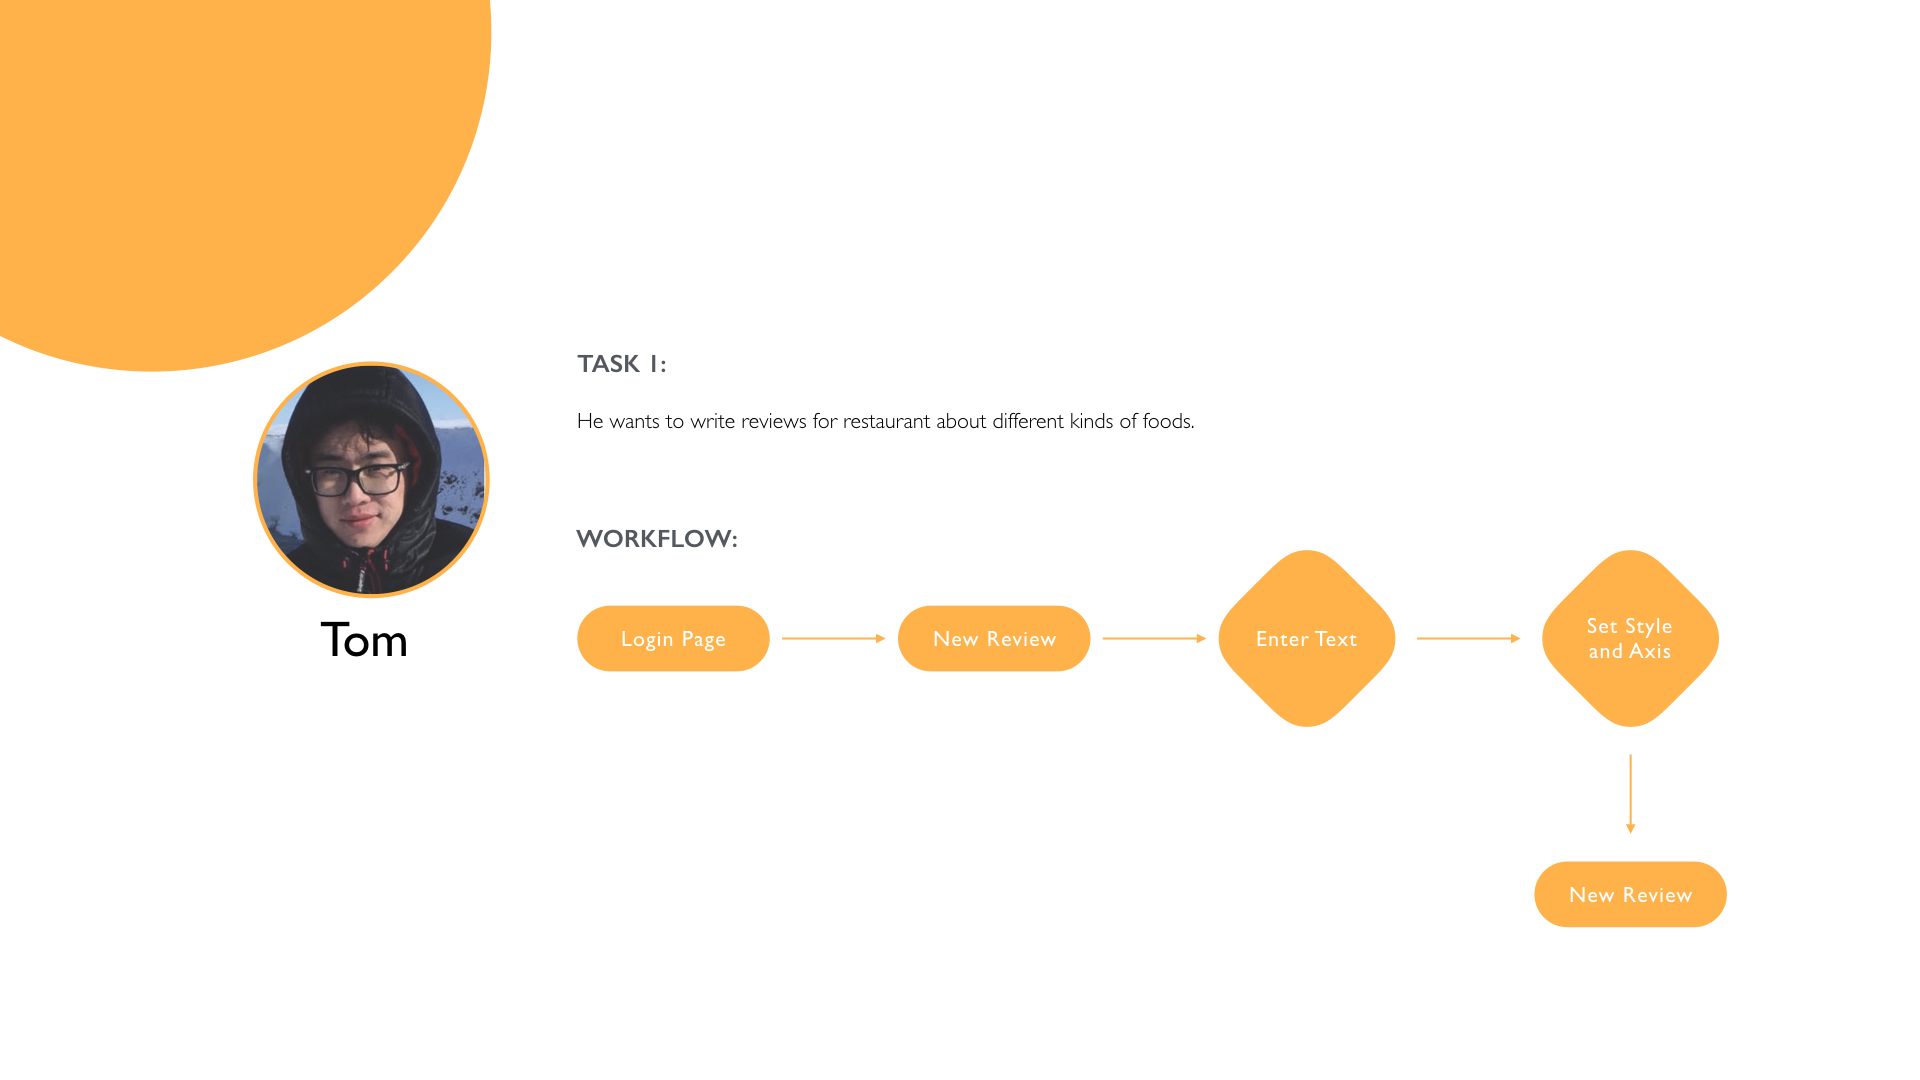 TASK 1:
He wants to write reviews for restaurant about different kinds of foods.
WORKFLOW:
Tom
Login Page
New Review
Enter Text
Set Style
and Axis
New Review